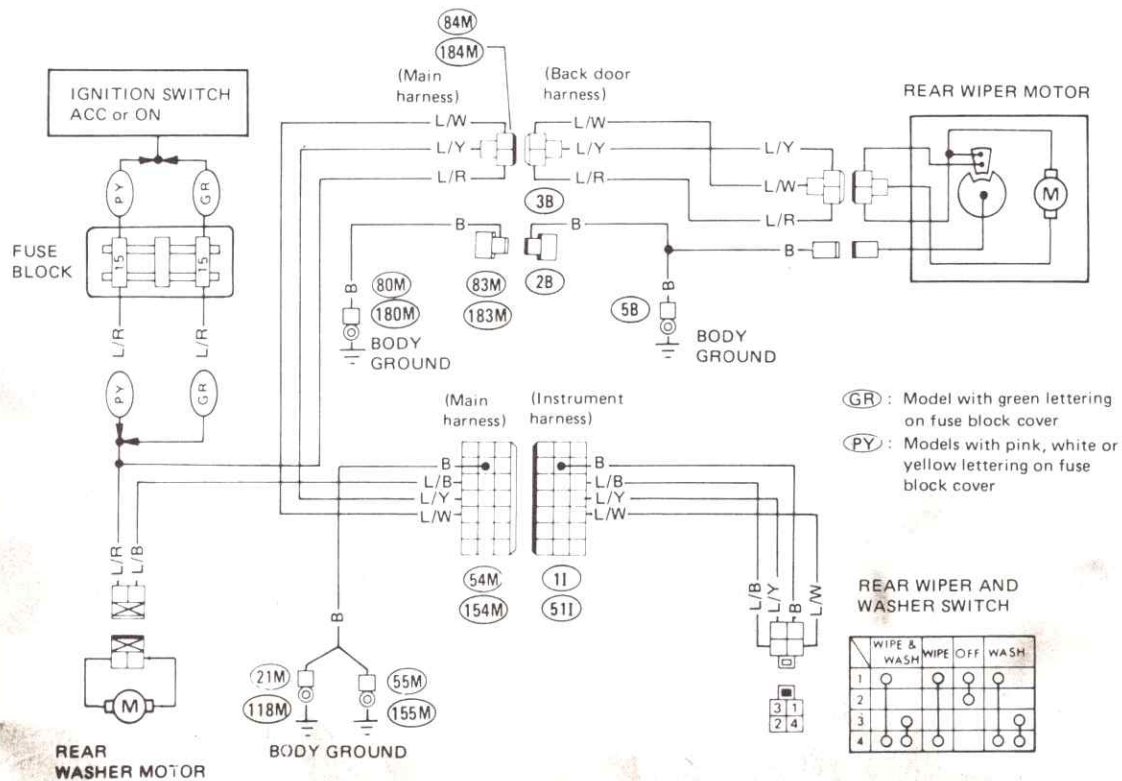 84M
184M
(Main
harness)
(Back door
harness)
IGNITION SWITCH
ACC or ON
REAR WIPER MOTOR
L/W
L/W
L/Y
L/Y
L/Y
L/R
L/R
L/W
L/R
PY
GR
M
3B
B
B
B
FUSE
BLOCK
15
15
B
80M
180M
83M
183M
2B
5B
B
BODY
GROUND
BODY
GROUND
L/R
L/R
PY
GR
(Main
harness)
(Instrument
harness)
GR : Model with green lettering
on fuse block cover
PY : Models with pink, white or
yellow lettering on fuse
block cover
B
B
L/B
L/B
L/Y
L/Y
L/W
L/W
L/R
L/B
54M
154M
1I
51I
L/B
L/Y
B
L/W
REAR WIPER AND
WASHER SWITCH
B
WIPE & WASH WIPE OFF WASH
1
2
3
4
21M
118M
55M
155M
3 1
2 4
M
BODY GROUND
REAR
WASHER MOTOR